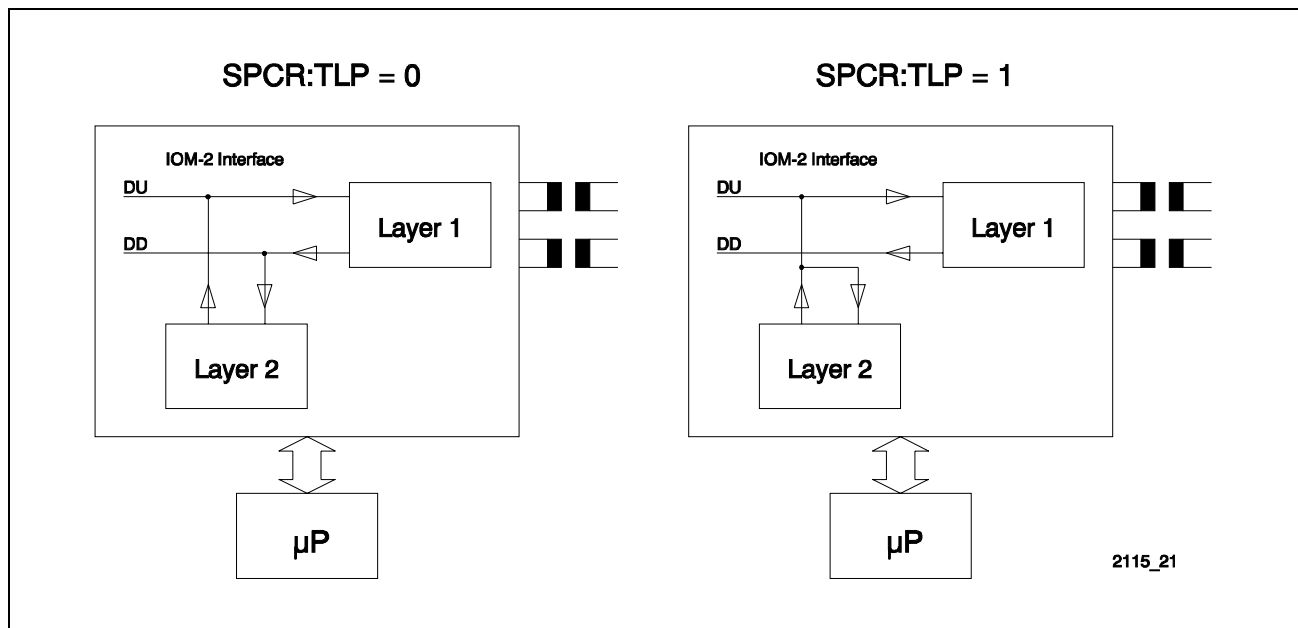 SPCR:TLP = 0
IOM-2 Interface
DU
Layer 1
DD
Layer 2
µP
SPCR:TLP = 1
IOM-2 Interface
DU
Layer 1
DD
Layer 2
µP
2115_21